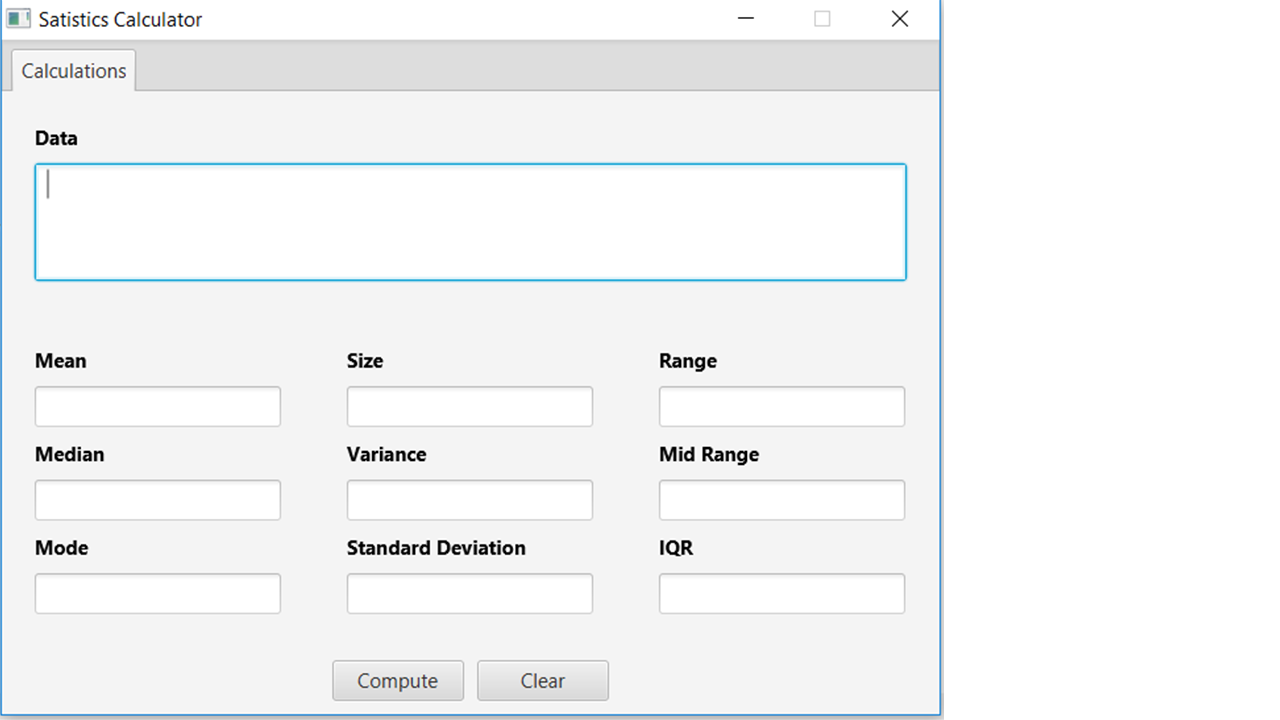 Satistics Calculator
Calculations
Data
Mean Size Range
Median Variance Mid Range
Mode Standard Deviation IQR
Compute Clear